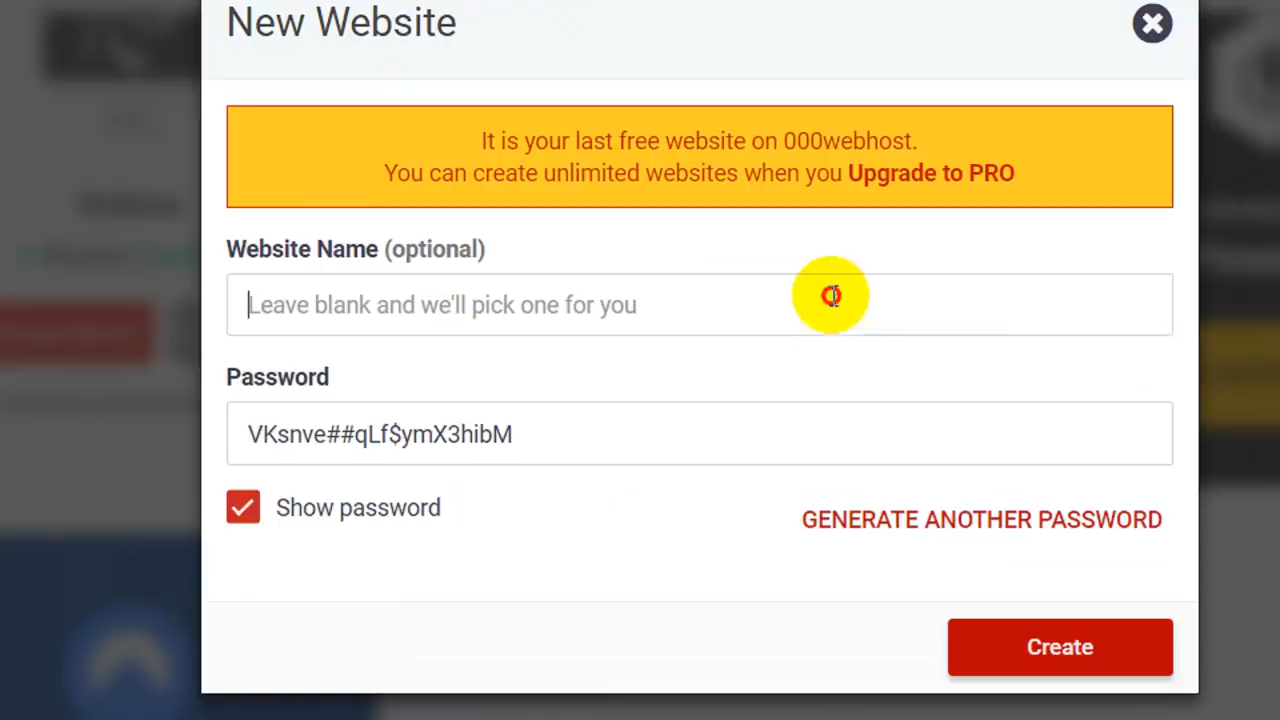 New Website
It is your last free website on 000webhost.
You can create unlimited websites when you Upgrade to PRO
Website Name (optional)
Leave blank and we'll pick one for you
Password
VKsnve##qLf$ymX3hibM
Show password
GENERATE ANOTHER PASSWORD
Create